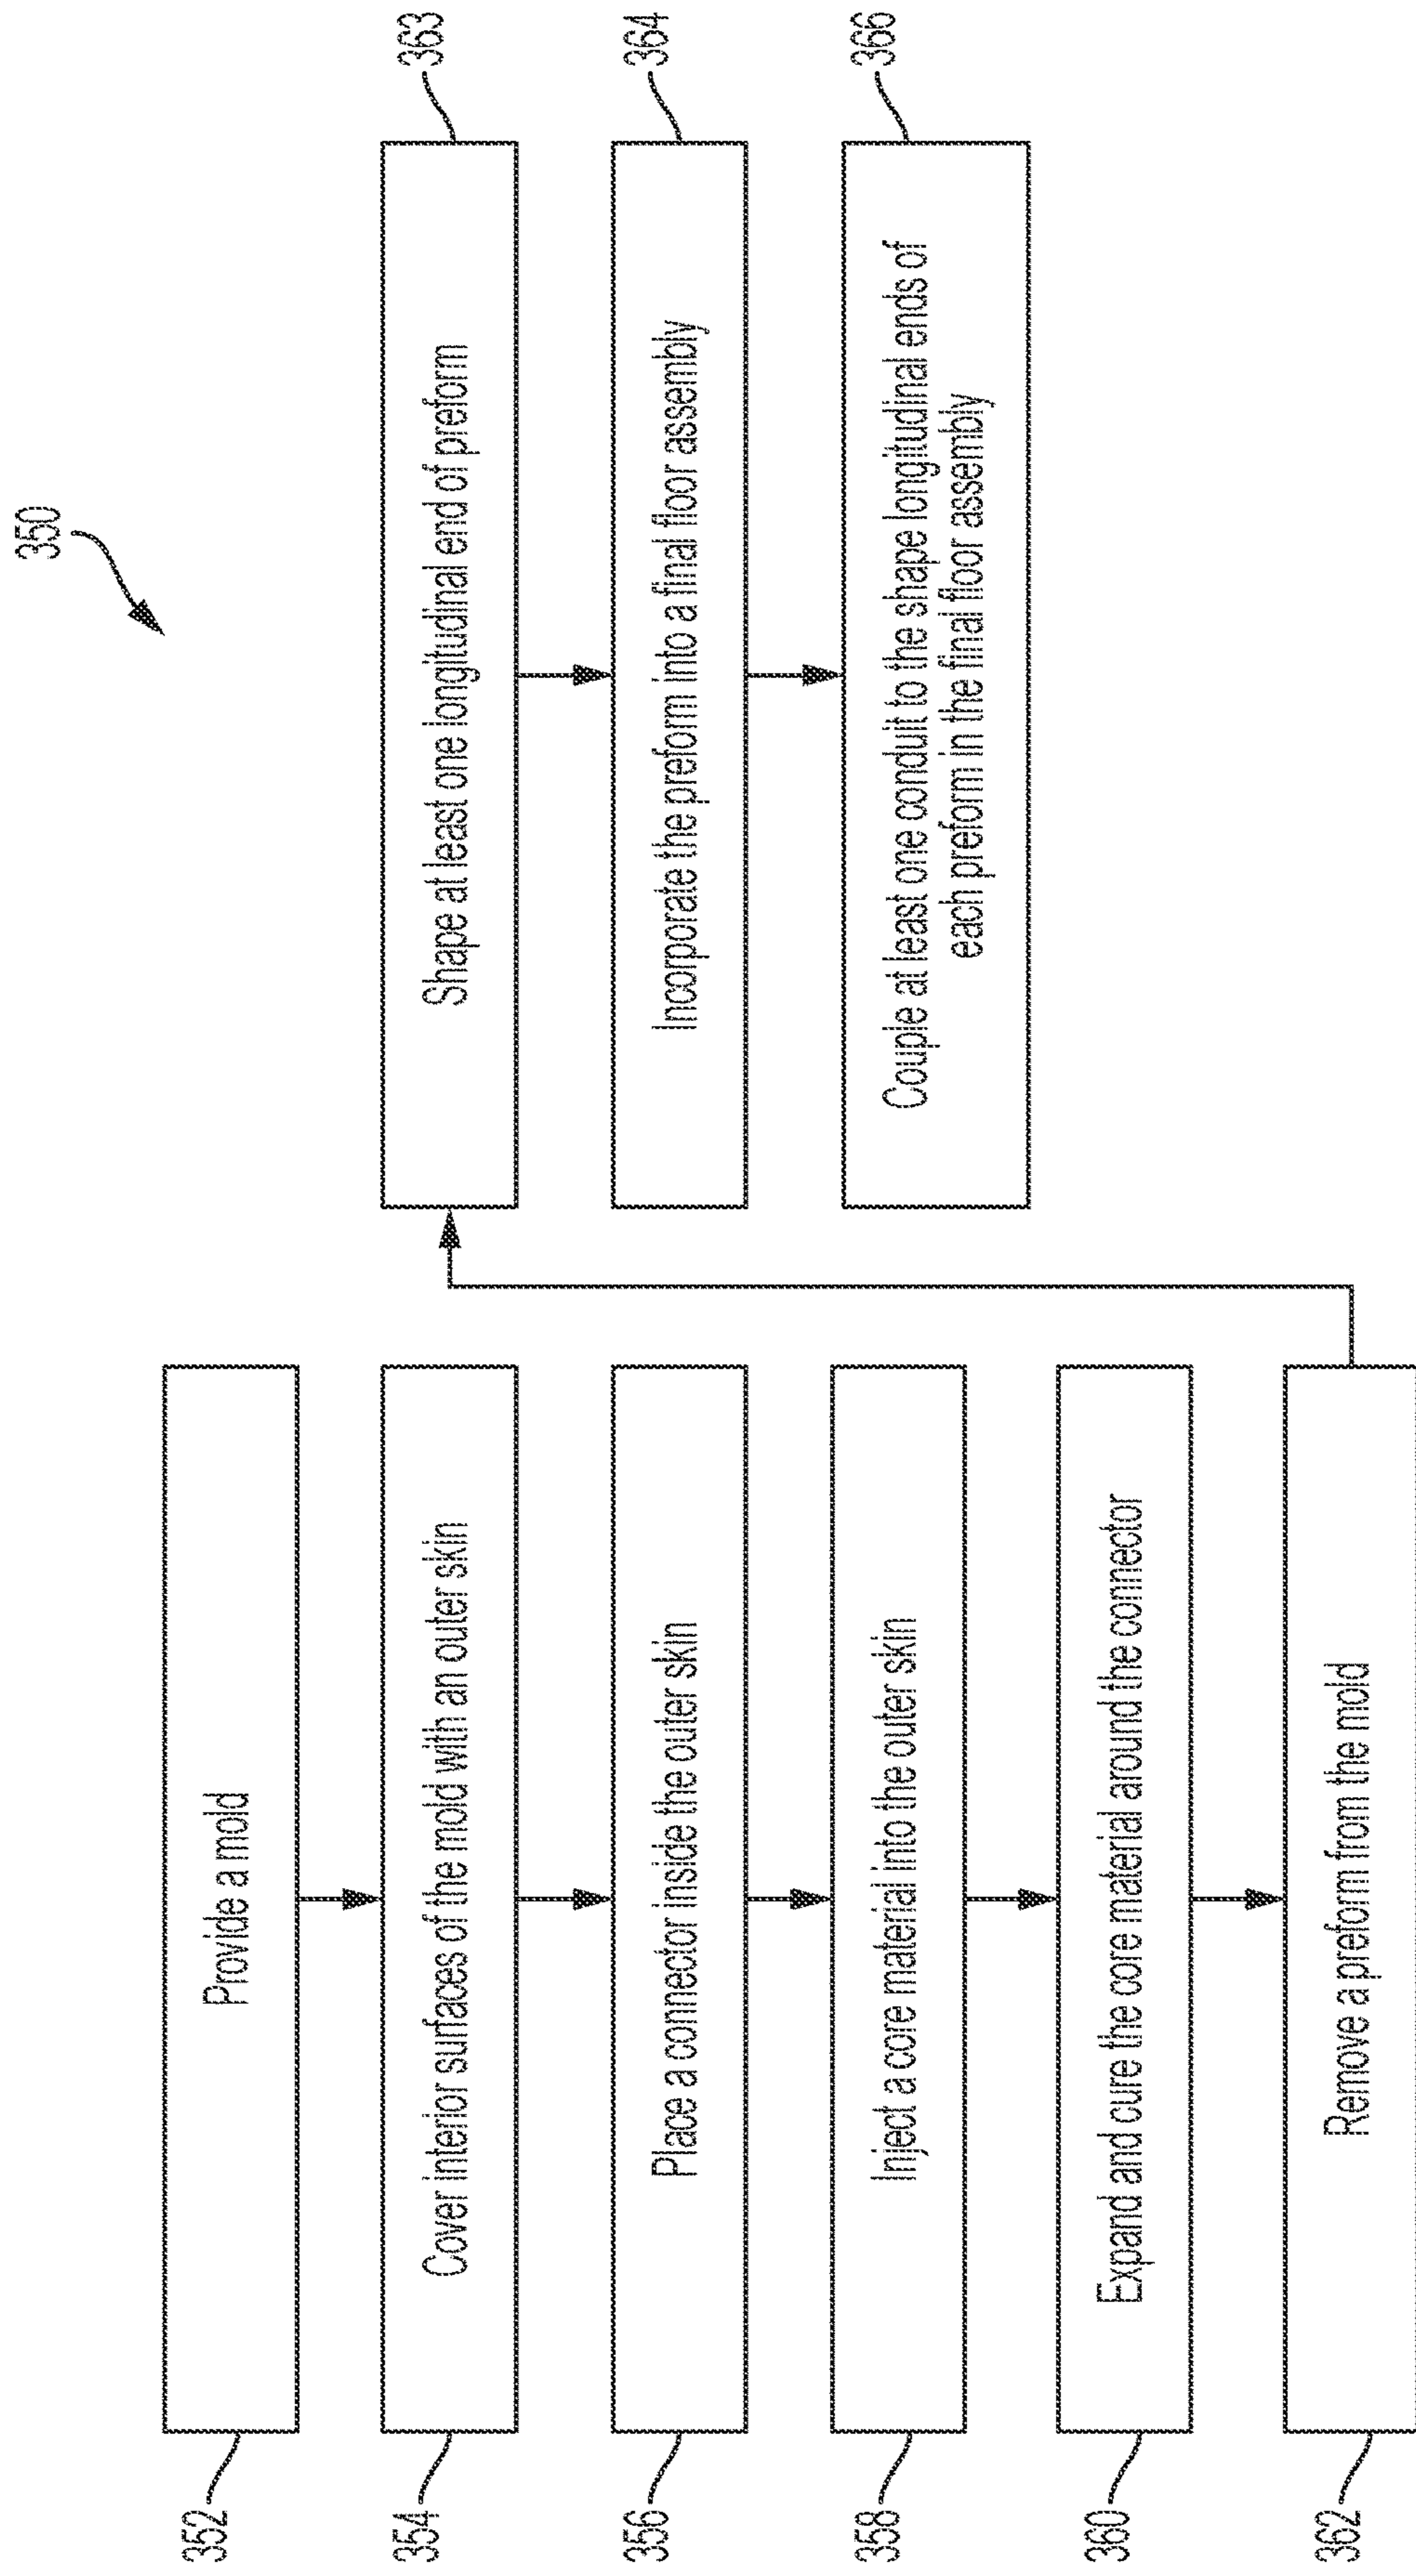 350
352
Provide a mold
354
Cover interior surfaces of the mold with an outer skin
356
Place a connector inside the outer skin
358
Inject a core material into the outer skin
360
Expand and cure the core material around the connector
362
Remove a preform from the mold
363
Shape at least one longitudinal end of preform
364
Incorporate the preform into a final floor assembly
366
Couple at least one conduit to the shape longitudinal ends of
each preform in the final floor assembly